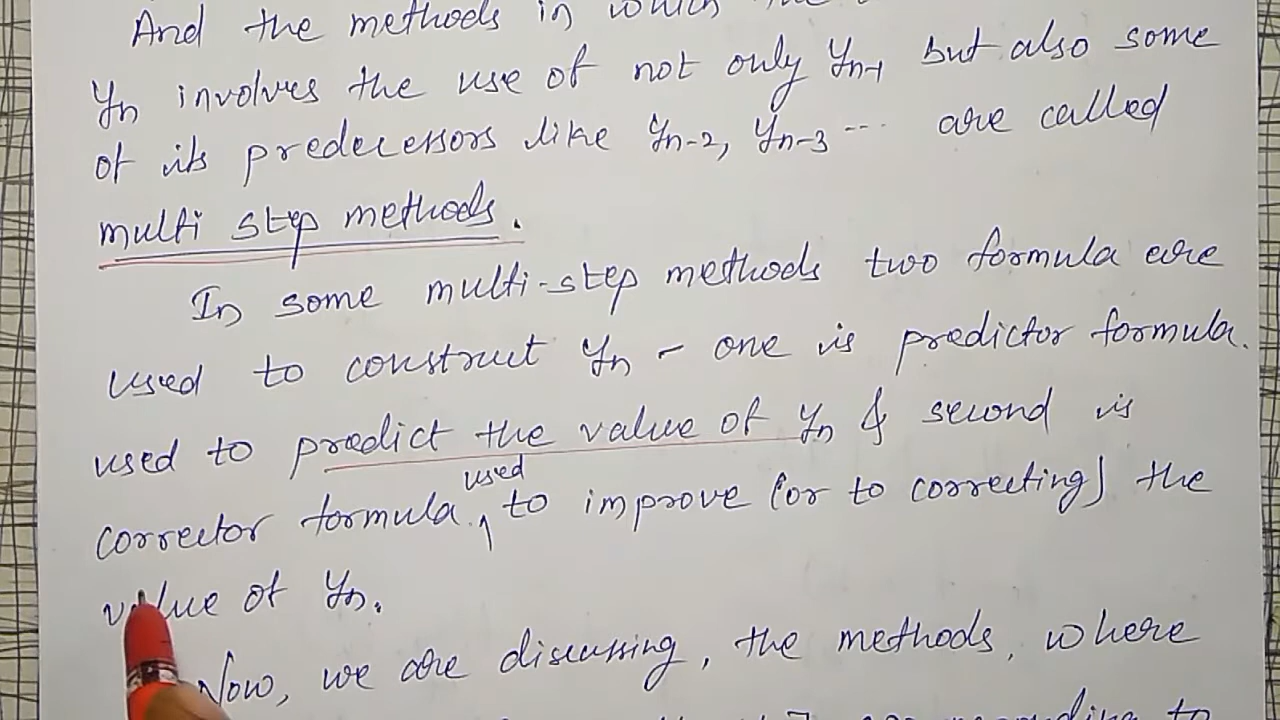 And the methods in which the
yn involves the use of not only yn-1 but also some
of its predecessors like yn-2, yn-3 --- are called
multi step methods.
In some multi-step methods two formula are
used to construct yn - one is predictor formula.
used to predict the value of yn & second is
used
corrector formula. ^ to improve (or to correcting) the
value of yn.
Now, we are discussing, the methods, where
to